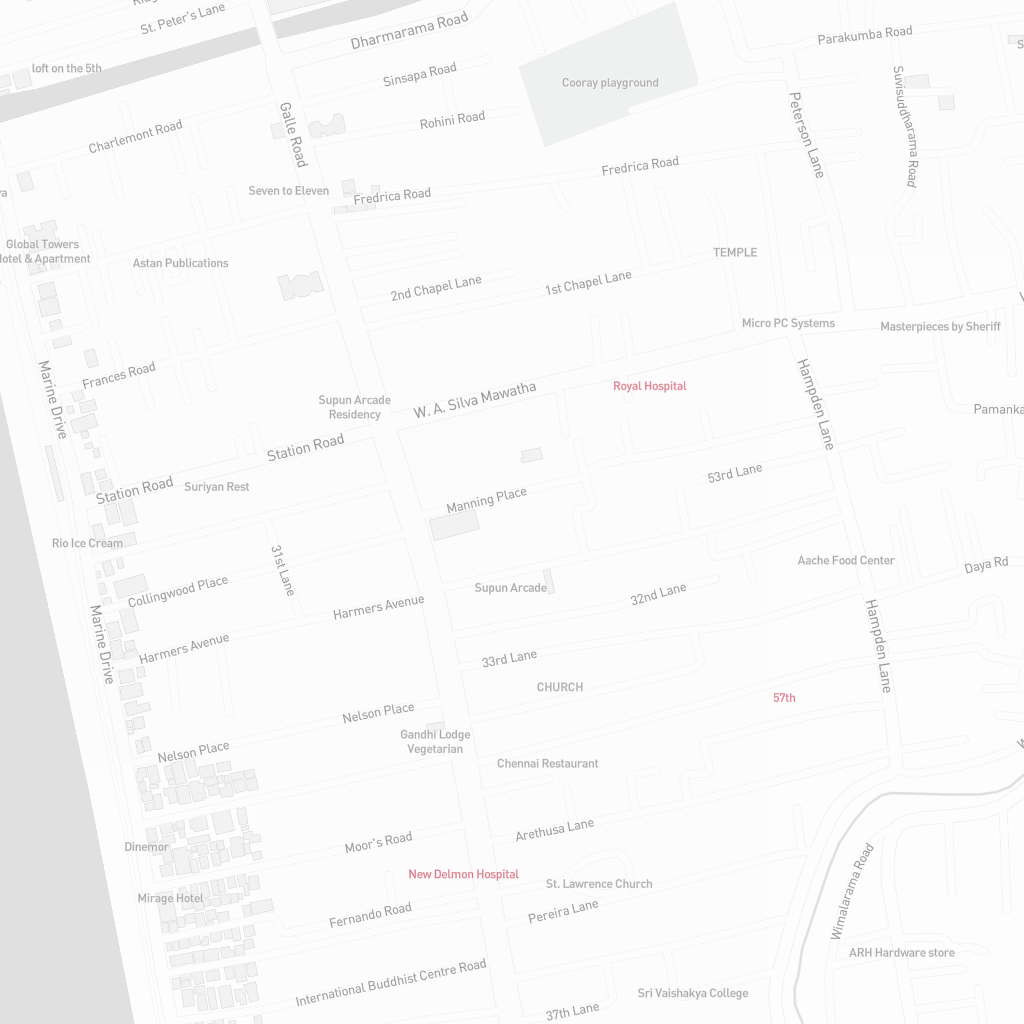 St. Peter's Lane
Dharmarama Road
Parakumba Road
loft on the 5th
Sinsapa Road
Cooray playground
Suvisuddharama Road
Charlemont Road
Galle Road
Rohini Road
Peterson Lane
Fredrica Road
Seven to Eleven
Fredrica Road
Global Towers
Hotel & Apartment
Astan Publications
TEMPLE
2nd Chapel Lane
1st Chapel Lane
Micro PC Systems
Masterpieces by Sheriff
Marine Drive
Frances Road
Supun Arcade
Residency
W. A. Silva Mawatha
Royal Hospital
Hampden Lane
Pamanka
Station Road
Station Road
Suriyan Rest
Manning Place
53rd Lane
Rio Ice Cream
31st Lane
Aache Food Center
Daya Rd
Collingwood Place
Supun Arcade
32nd Lane
Harmers Avenue
Marine Drive
Harmers Avenue
33rd Lane
Hampden Lane
CHURCH
57th
Nelson Place
Nelson Place
Gandhi Lodge
Vegetarian
Chennai Restaurant
Dinemor
Moor's Road
Arethusa Lane
New Delmon Hospital
St. Lawrence Church
Mirage Hotel
Fernando Road
Pereira Lane
Wimalarama Road
ARH Hardware store
International Buddhist Centre Road
Sri Vaishakya College
37th Lane